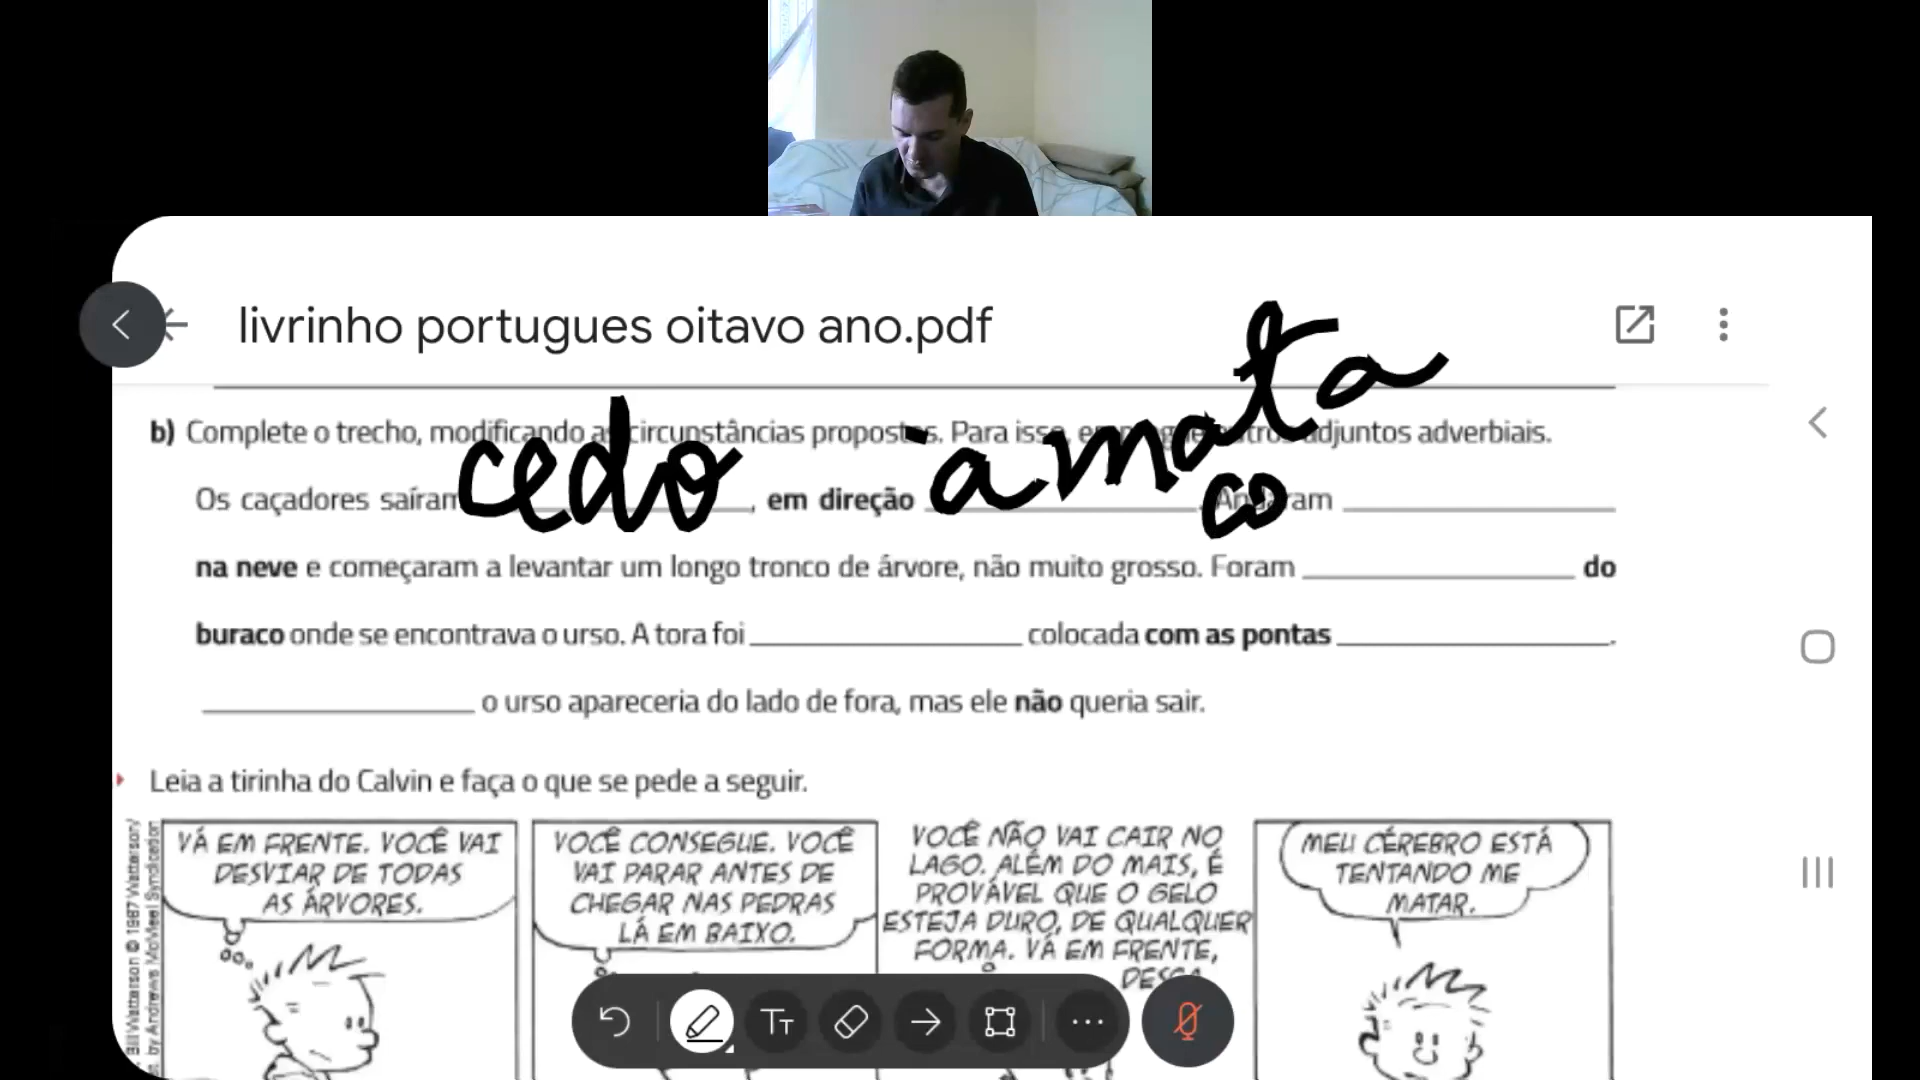 livrinho portugues oitavo ano.pdf
b) Complete o trecho, modificando as circunstâncias propostas. Para isso, empregue outros adjuntos adverbiais.
Os caçadores saíram cedo, em direção à mata. Andaram
co
na neve e começaram a levantar um longo tronco de árvore, não muito grosso. Foram do
buraco onde se encontrava o urso. A tora foi colocada com as pontas .
o urso apareceria do lado de fora, mas ele não queria sair.
Leia a tirinha do Calvin e faça o que se pede a seguir.
VÁ EM FRENTE. VOCÊ VAI
DESVIAR DE TODAS
AS ÁRVORES.
VOCÊ CONSEGUE. VOCÊ
VAI PARAR ANTES DE
CHEGAR NAS PEDRAS
LÁ EM BAIXO.
VOCÊ NÃO VAI CAIR NO
LAGO. ALÉM DO MAIS, É
PROVÁVEL QUE O GELO
ESTEJA DURO, DE QUALQUER
FORMA. VÁ EM FRENTE,
DESÇA
MEU CÉREBRO ESTÁ
TENTANDO ME
MATAR.
Bill Watterson © 1987 Watterson/
by Andrews McMeel Syndication
TT